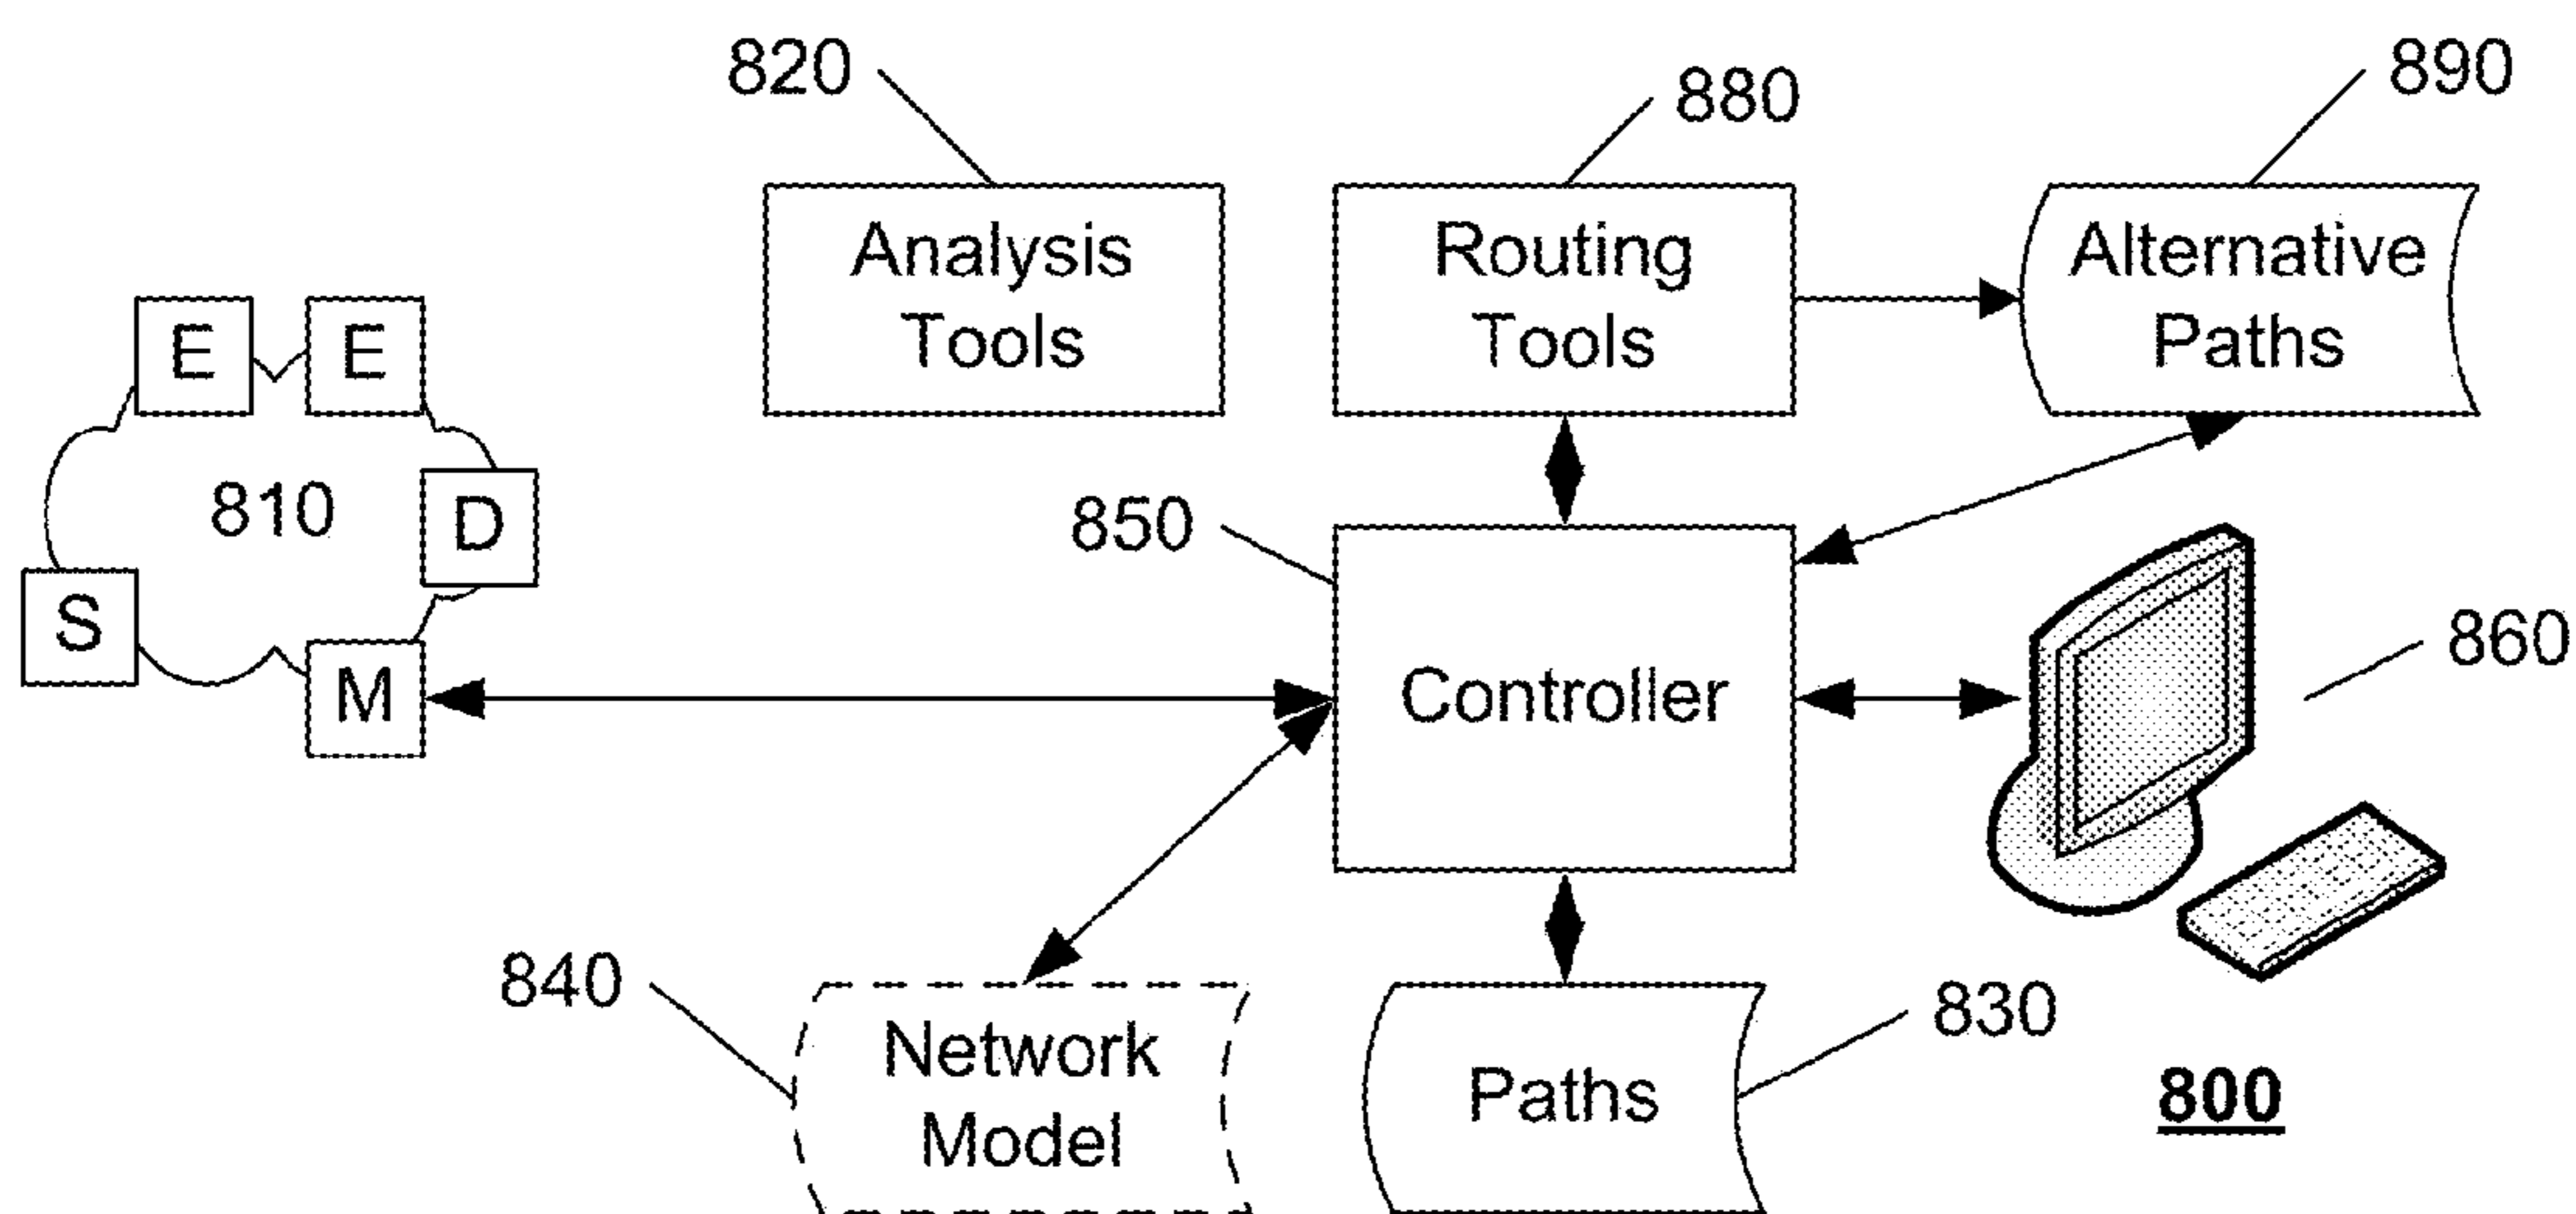 820
880
890
Analysis
Tools
Routing
Tools
Alternative
Paths
E
E
810
D
S
M
850
Controller
860
840
Network
Model
Paths
830
800